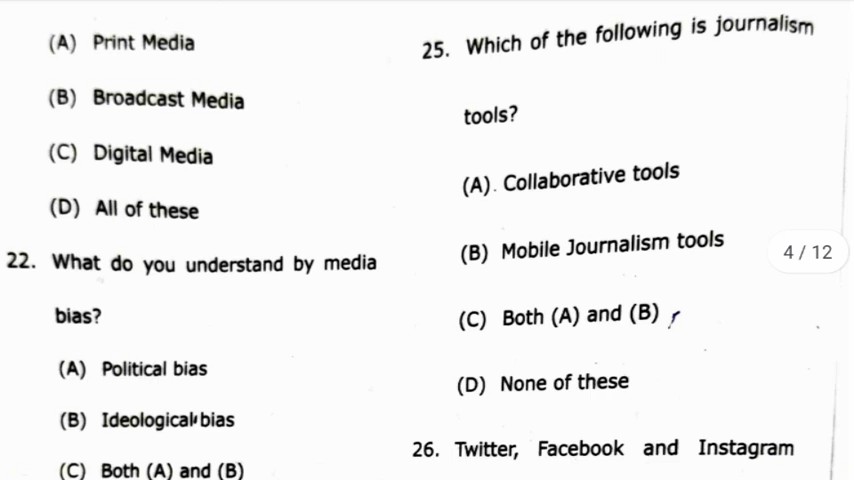 (A) Print Media
(B) Broadcast Media
(C) Digital Media
(D) All of these
22. What do you understand by media
bias?
(A) Political bias
(B) Ideological bias
(C) Both (A) and (B)
25. Which of the following is journalism
tools?
(A). Collaborative tools
(B) Mobile Journalism tools
(C) Both (A) and (B)
(D) None of these
26. Twitter, Facebook and Instagram
4 / 12